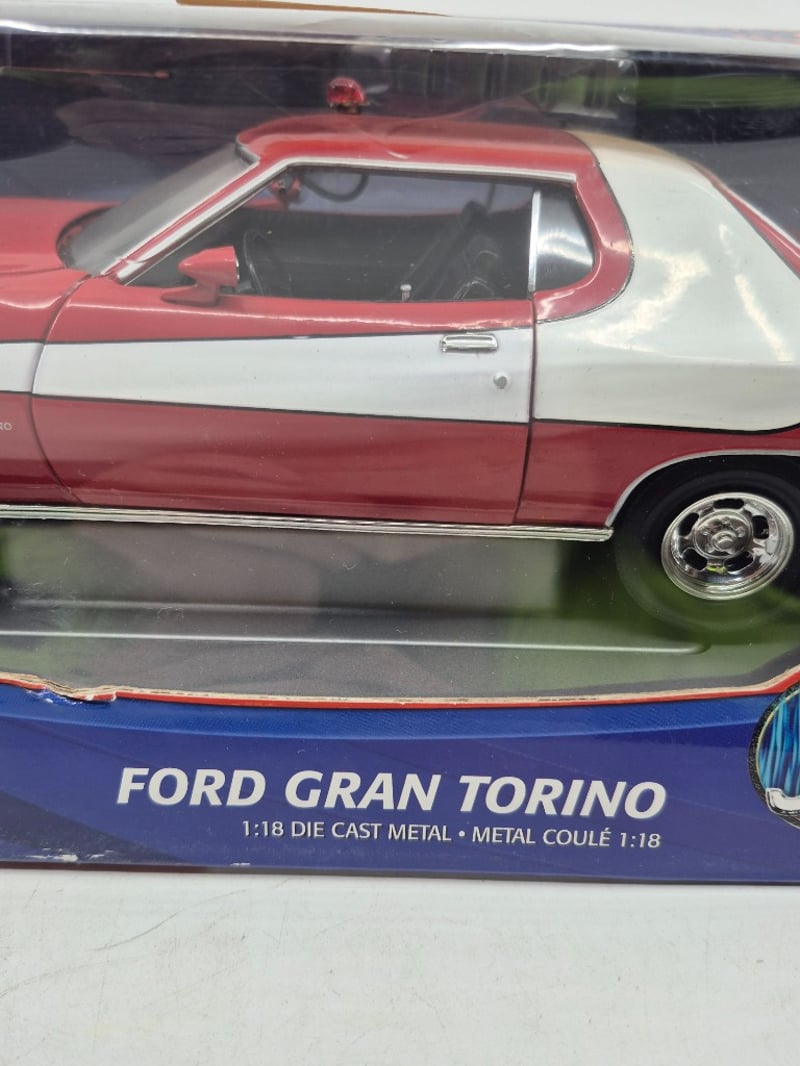 FORD GRAN TORINO
1:18 DIE CAST METAL • METAL COULÉ 1:18